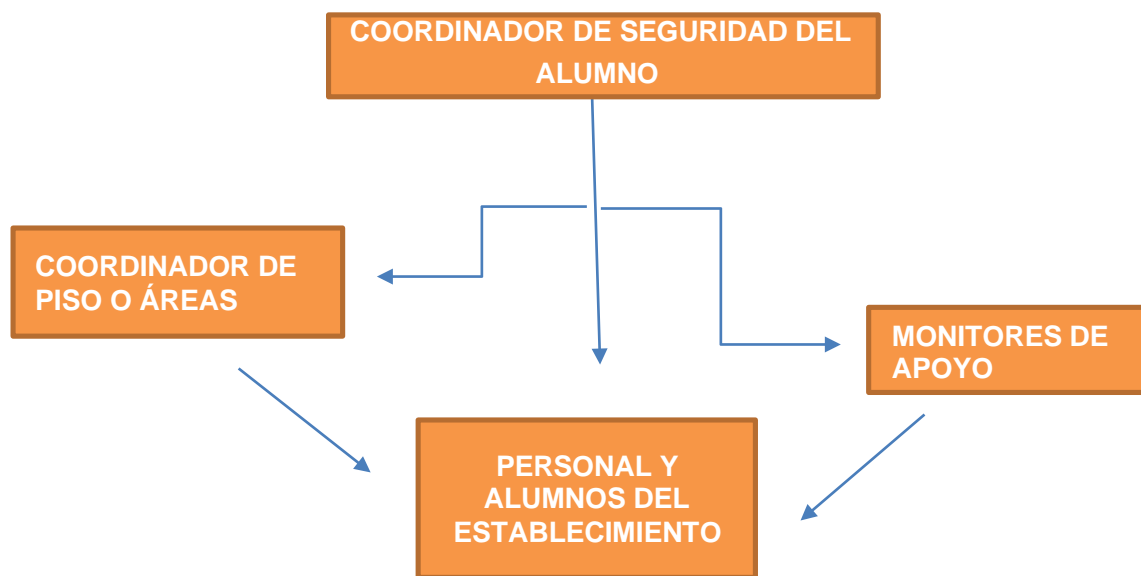 COORDINADOR DE SEGURIDAD DEL
ALUMNO
COORDINADOR DE
PISO O ÁREAS
MONITORES DE
APOYO
PERSONAL Y
ALUMNOS DEL
ESTABLECIMIENTO